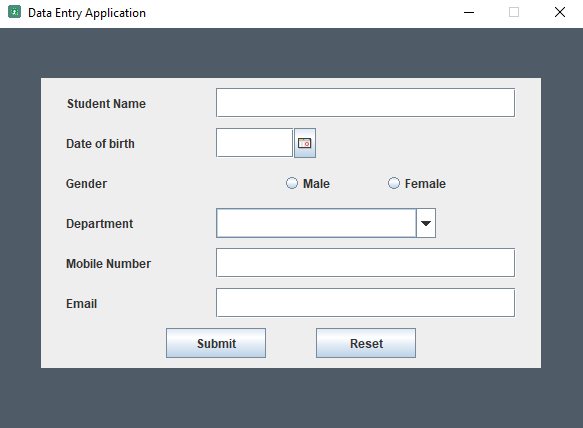 Data Entry Application
Student Name
Date of birth
Gender Male Female
Department
Mobile Number
Email
Submit Reset